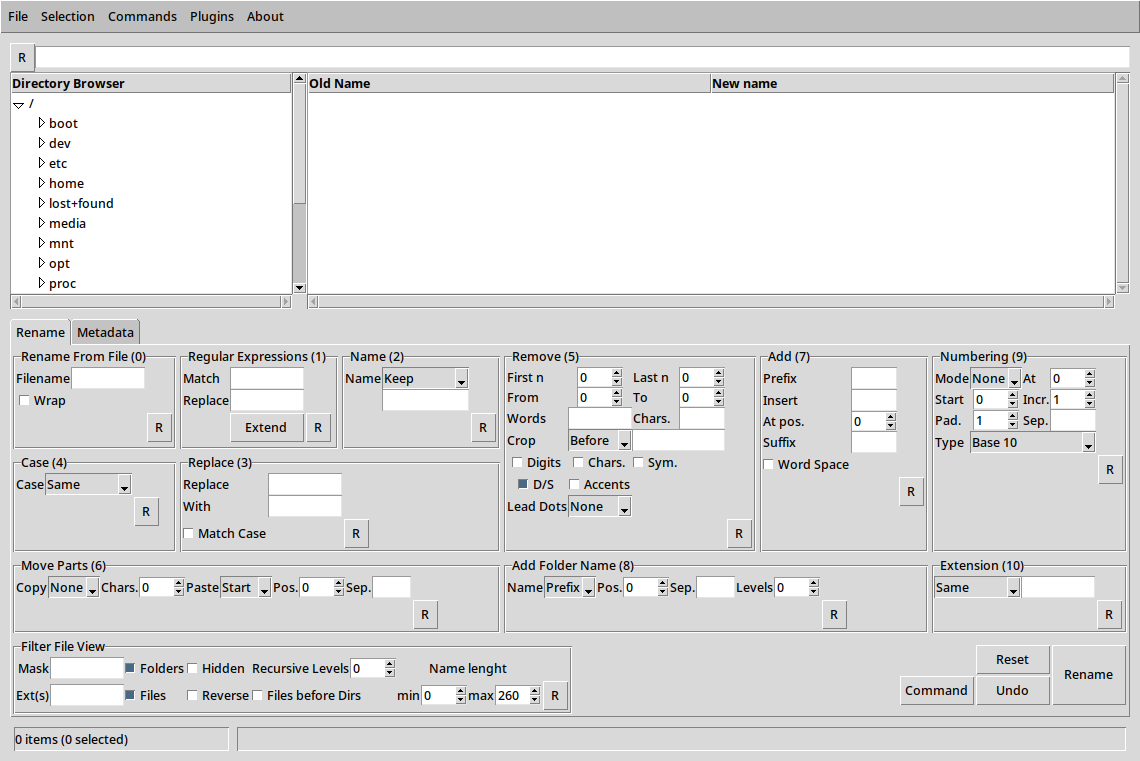 File Selection Commands Plugins About
R
Directory Browser Old Name New name
/
boot
dev
etc
home
lost+found
media
mnt
opt
proc
Rename Metadata
Rename From File (0)
Filename
Wrap
R
Regular Expressions (1)
Match
Replace
Extend R
Name (2)
Name Keep
R
Remove (5)
First n 0 Last n 0
From 0 To 0
Words Chars.
Crop Before
Digits Chars. Sym.
D/S Accents
Lead Dots None
R
Add (7)
Prefix
Insert
At pos. 0
Suffix
Word Space
R
Numbering (9)
Mode None At 0
Start 0 Incr. 1
Pad. 1 Sep.
Type Base 10
R
Case (4)
Case Same
R
Replace (3)
Replace
With
Match Case R
Move Parts (6)
Copy None Chars. 0 Paste Start Pos. 0 Sep.
R
Add Folder Name (8)
Name Prefix Pos. 0 Sep. Levels 0
R
Extension (10)
Same
R
Filter File View
Mask Folders Hidden Recursive Levels 0 Name lenght
Ext(s) Files Reverse Files before Dirs min 0 max 260 R
Reset
Command Undo
Rename
0 items (0 selected)